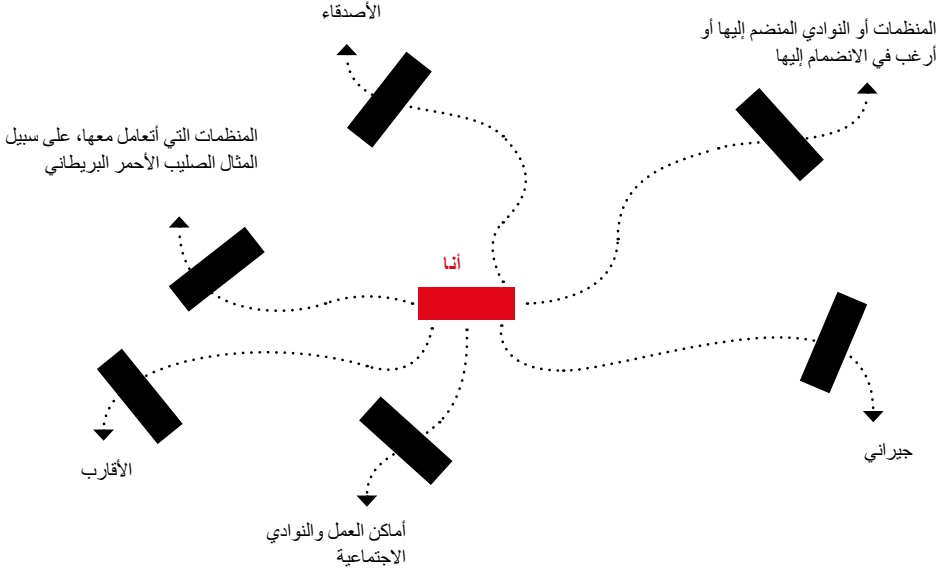 الأصدقاء
المنظمات أو النوادي المنضم إليها أو
أرغب في الانضمام إليها
المنظمات التي أتعامل معها، على سبيل
المثال الصليب الأحمر البريطاني
أنا
جيراني
الأقارب
أماكن العمل والنوادي
الاجتماعية